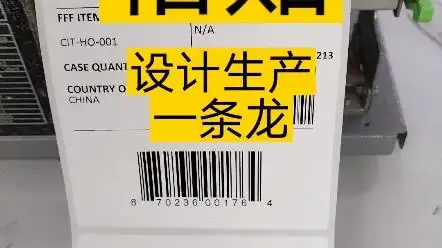 FFF ITEM
N/A
CIT-HO-001
CASE QUANT
213
设计生产
COUNTRY O
CHINA
一条龙
8 70236 00176 4